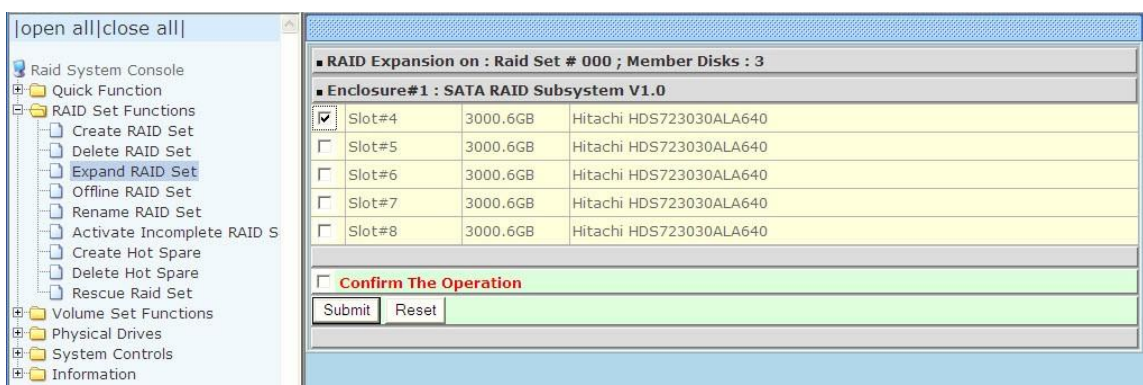 |open all|close all|
Raid System Console
Quick Function
RAID Set Functions
Create RAID Set
Delete RAID Set
Expand RAID Set
Offline RAID Set
Rename RAID Set
Activate Incomplete RAID S
Create Hot Spare
Delete Hot Spare
Rescue Raid Set
Volume Set Functions
Physical Drives
System Controls
Information
RAID Expansion on : Raid Set # 000 ; Member Disks : 3
Enclosure#1 : SATA RAID Subsystem V1.0
Slot#4 3000.6GB Hitachi HDS723030ALA640
Slot#5 3000.6GB Hitachi HDS723030ALA640
Slot#6 3000.6GB Hitachi HDS723030ALA640
Slot#7 3000.6GB Hitachi HDS723030ALA640
Slot#8 3000.6GB Hitachi HDS723030ALA640
Confirm The Operation
Submit Reset